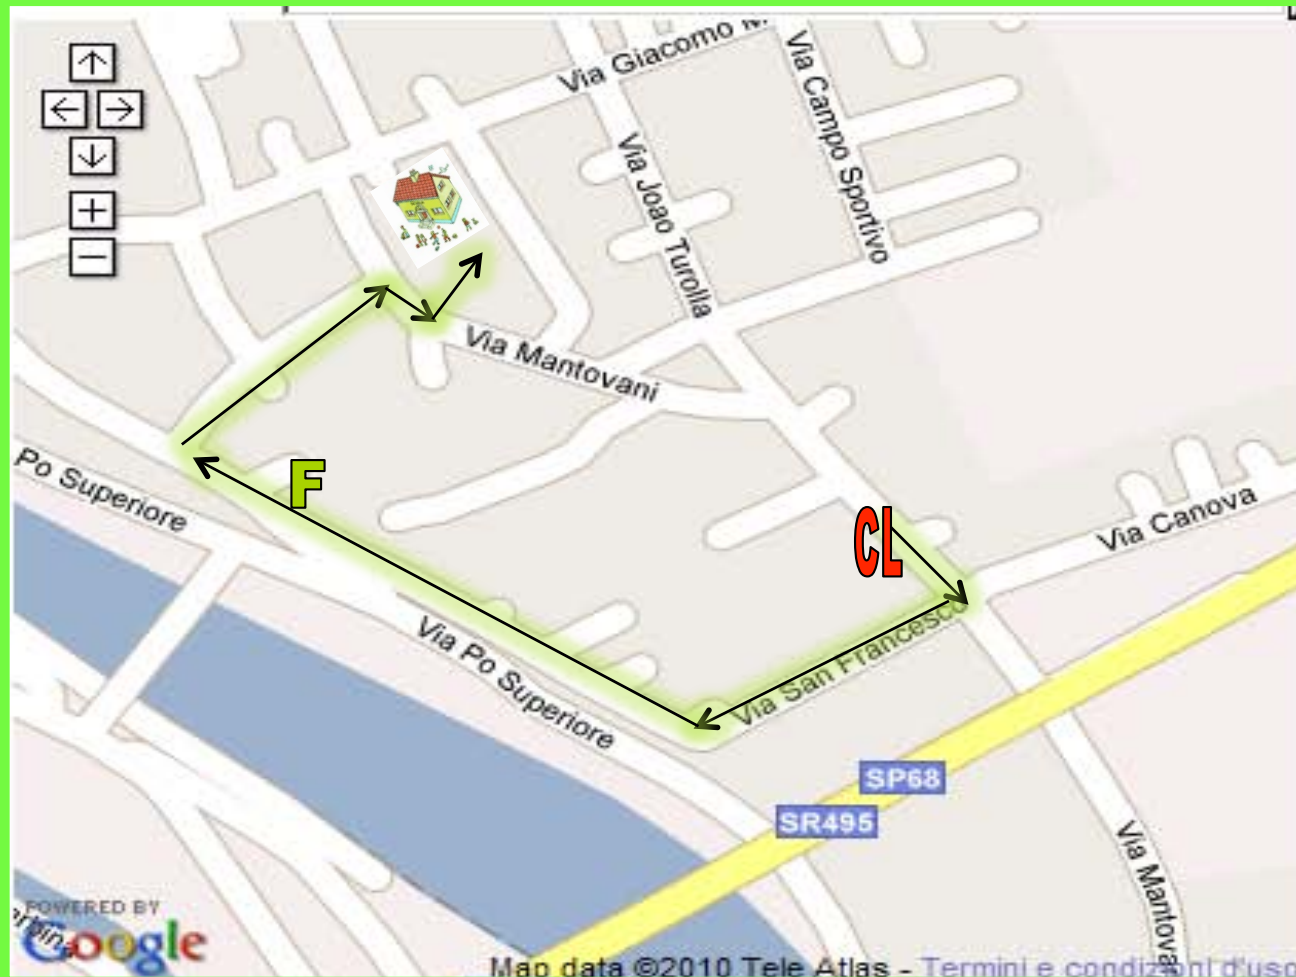 Via Giacomo M.
Via Campo Sportivo
Via Joao Turolla
Via Mantovani
F
Po Superiore
CL
Via Canova
Via San Francesco
Via Po Superiore
SP68
SR495
Via Mantovan
POWERED BY
Google
Map data ©2010 Tele Atlas - Termini e condizioni d'uso